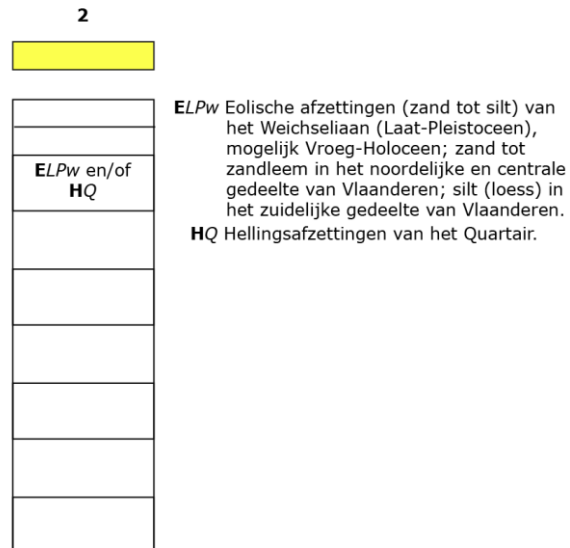 2
ELPw en/of
HQ
ELPw Eolische afzettingen (zand tot silt) van
het Weichseliaan (Laat-Pleistoceen),
mogelijk Vroeg-Holoceen; zand tot
zandleem in het noordelijke en centrale
gedeelte van Vlaanderen; silt (loess) in
het zuidelijke gedeelte van Vlaanderen.
HQ Hellingsafzettingen van het Quartair.